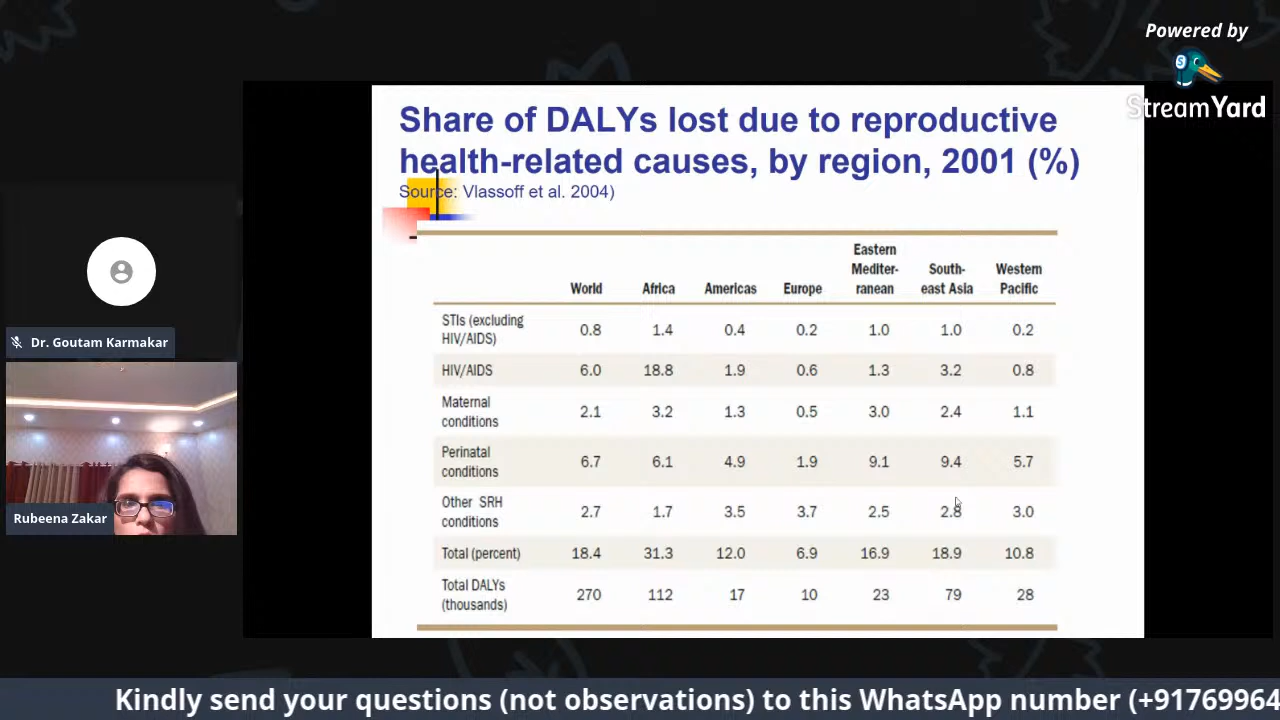 Powered by
StreamYard
Share of DALYs lost due to reproductive
health-related causes, by region, 2001 (%)
Source: Vlassoff et al. 2004)
World Africa Americas Europe Eastern Mediter-ranean South-east Asia Western Pacific
STIs (excluding HIV/AIDS) 0.8 1.4 0.4 0.2 1.0 1.0 0.2
HIV/AIDS 6.0 18.8 1.9 0.6 1.3 3.2 0.8
Maternal conditions 2.1 3.2 1.3 0.5 3.0 2.4 1.1
Perinatal conditions 6.7 6.1 4.9 1.9 9.1 9.4 5.7
Other SRH conditions 2.7 1.7 3.5 3.7 2.5 2.8 3.0
Total (percent) 18.4 31.3 12.0 6.9 16.9 18.9 10.8
Total DALYs (thousands) 270 112 17 10 23 79 28
Dr. Goutam Karmakar
Rubeena Zakar
Kindly send your questions (not observations) to this WhatsApp number (+91769964